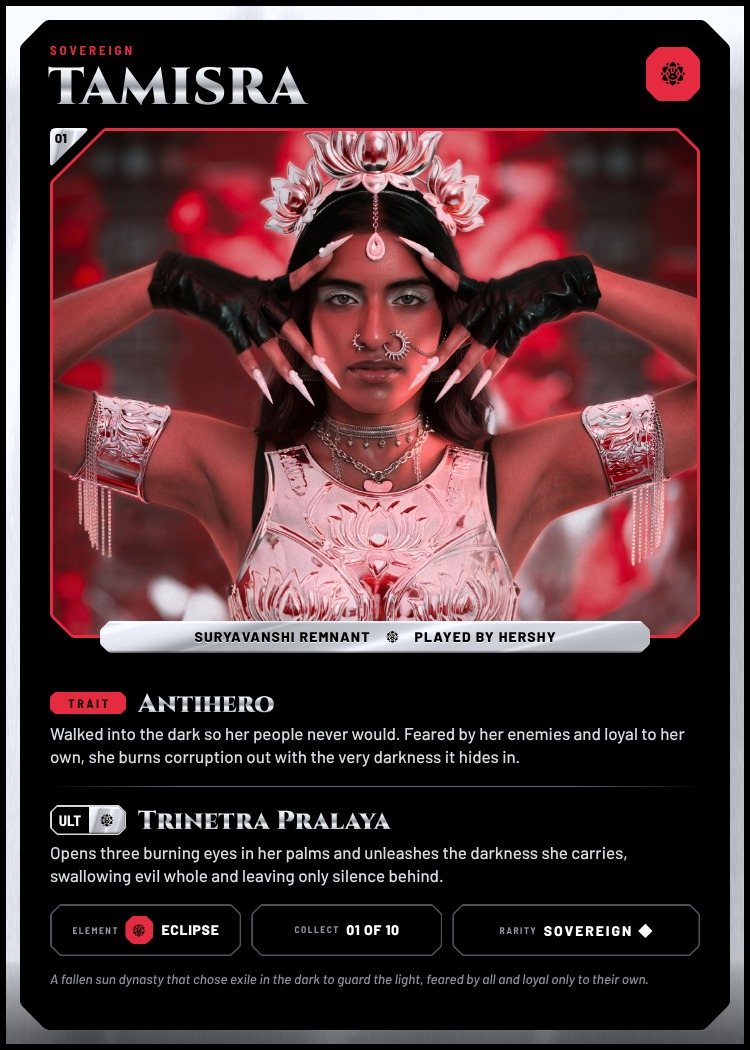 SOVEREIGN
TAMISRA
01
SURYAVANSHI REMNANT PLAYED BY HERSHY
TRAIT ANTIHERO
Walked into the dark so her people never would. Feared by her enemies and loyal to her
own, she burns corruption out with the very darkness it hides in.
ULT TRINETRA PRALAYA
Opens three burning eyes in her palms and unleashes the darkness she carries,
swallowing evil whole and leaving only silence behind.
ELEMENT ECLIPSE COLLECT 01 OF 10 RARITY SOVEREIGN ◆
A fallen sun dynasty that chose exile in the dark to guard the light, feared by all and loyal only to their own.